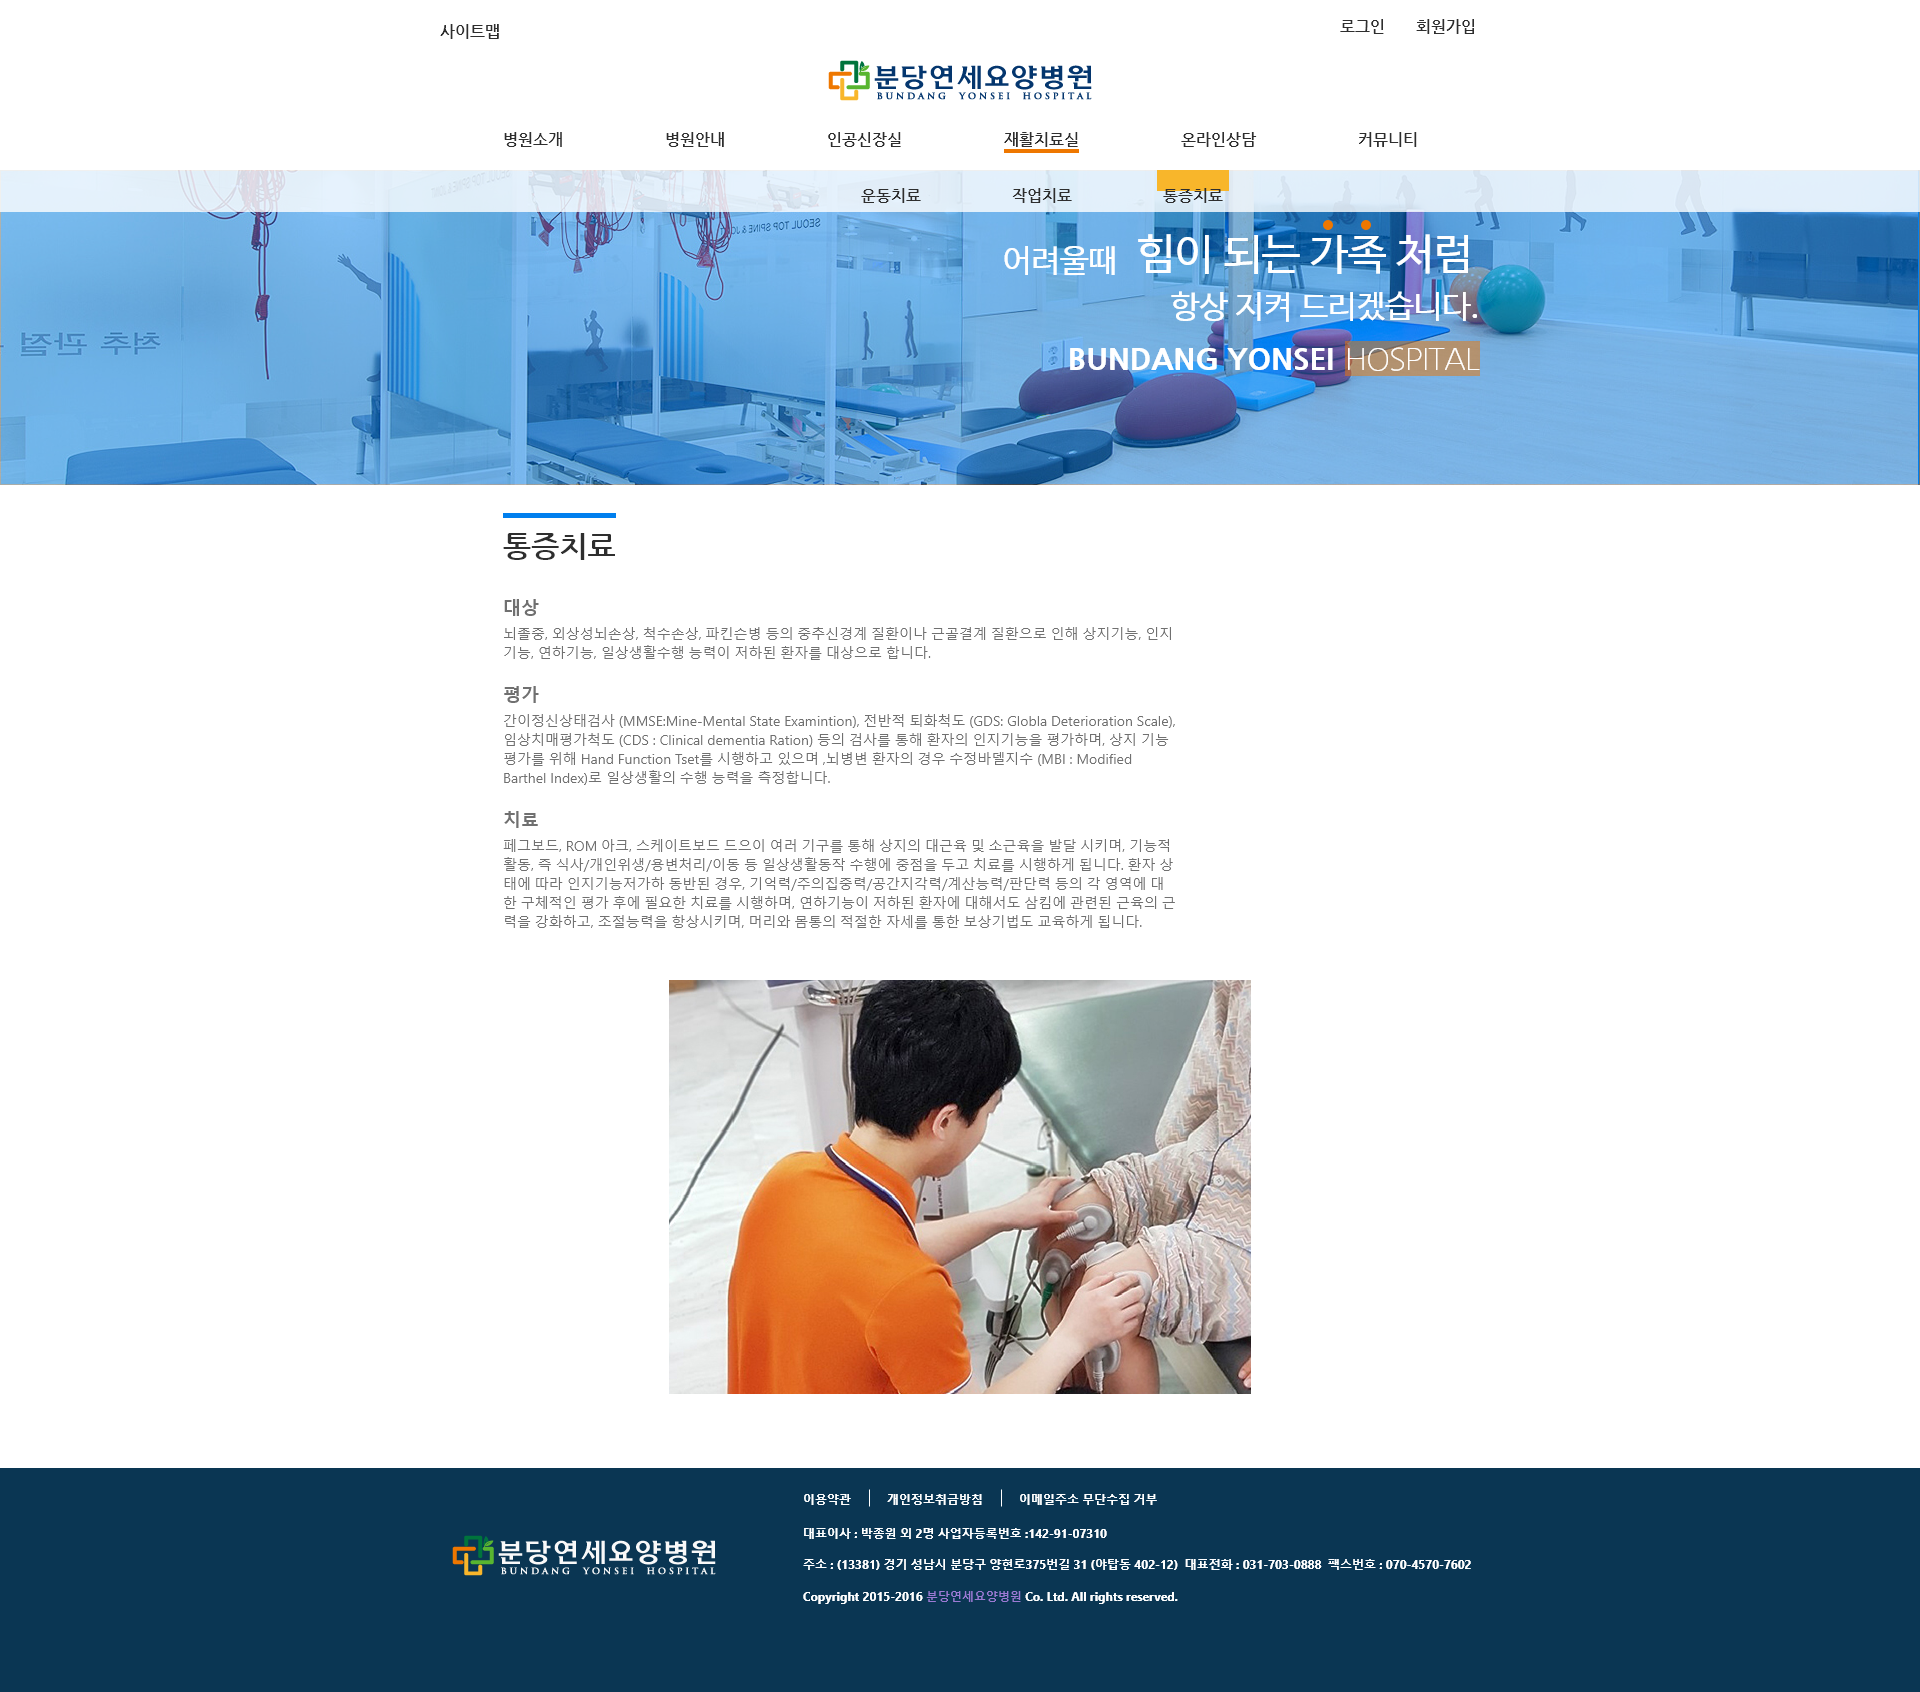 사이트맵
로그인 회원가입
분당연세요양병원
BUNDANG YONSEI HOSPITAL
병원소개 병원안내 인공신장실 재활치료실 온라인상담 커뮤니티
운동치료 작업치료 통증치료
SEOUL TOP SPINE & JO
어려울때 힘이 되는 가족 처럼
항상 지켜 드리겠습니다.
척추 관절
BUNDANG YONSEI HOSPITAL
통증치료
대상
뇌졸중, 외상성뇌손상, 척수손상, 파킨슨병 등의 중추신경계 질환이나 근골결계 질환으로 인해 상지기능, 인지
기능, 연하기능, 일상생활수행 능력이 저하된 환자를 대상으로 합니다.
평가
간이정신상태검사 (MMSE:Mine-Mental State Examintion), 전반적 퇴화척도 (GDS: Globla Deterioration Scale),
임상치매평가척도 (CDS : Clinical dementia Ration) 등의 검사를 통해 환자의 인지기능을 평가하며, 상지 기능
평가를 위해 Hand Function Tset를 시행하고 있으며 ,뇌병변 환자의 경우 수정바델지수 (MBI : Modified
Barthel Index)로 일상생활의 수행 능력을 측정합니다.
치료
페그보드, ROM 아크, 스케이트보드 드으이 여러 기구를 통해 상지의 대근육 및 소근육을 발달 시키며, 기능적
활동, 즉 식사/개인위생/용변처리/이동 등 일상생활동작 수행에 중점을 두고 치료를 시행하게 됩니다. 환자 상
태에 따라 인지기능저가하 동반된 경우, 기억력/주의집중력/공간지각력/계산능력/판단력 등의 각 영역에 대
한 구체적인 평가 후에 필요한 치료를 시행하며, 연하기능이 저하된 환자에 대해서도 삼킴에 관련된 근육의 근
력을 강화하고, 조절능력을 항상시키며, 머리와 몸통의 적절한 자세를 통한 보상기법도 교육하게 됩니다.
이용약관 개인정보취금방침 이메일주소 무단수집 거부
대표이사 : 박종원 외 2명 사업자등록번호 :142-91-07310
분당연세요양병원
BUNDANG YONSEI HOSPITAL
주소 : (13381) 경기 성남시 분당구 양현로375번길 31 (야탑동 402-12) 대표전화 : 031-703-0888 팩스번호 : 070-4570-7602
Copyright 2015-2016 분당연세요양병원 Co. Ltd. All rights reserved.